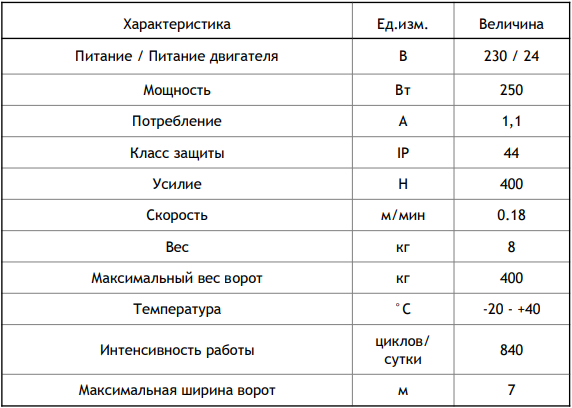 Характеристика Ед.изм. Величина
Питание / Питание двигателя В 230 / 24
Мощность Вт 250
Потребление А 1,1
Класс защиты IP 44
Усилие Н 400
Скорость м/мин 0.18
Вес кг 8
Максимальный вес ворот кг 400
Температура °С -20 - +40
Интенсивность работы циклов/
сутки 840
Максимальная ширина ворот м 7